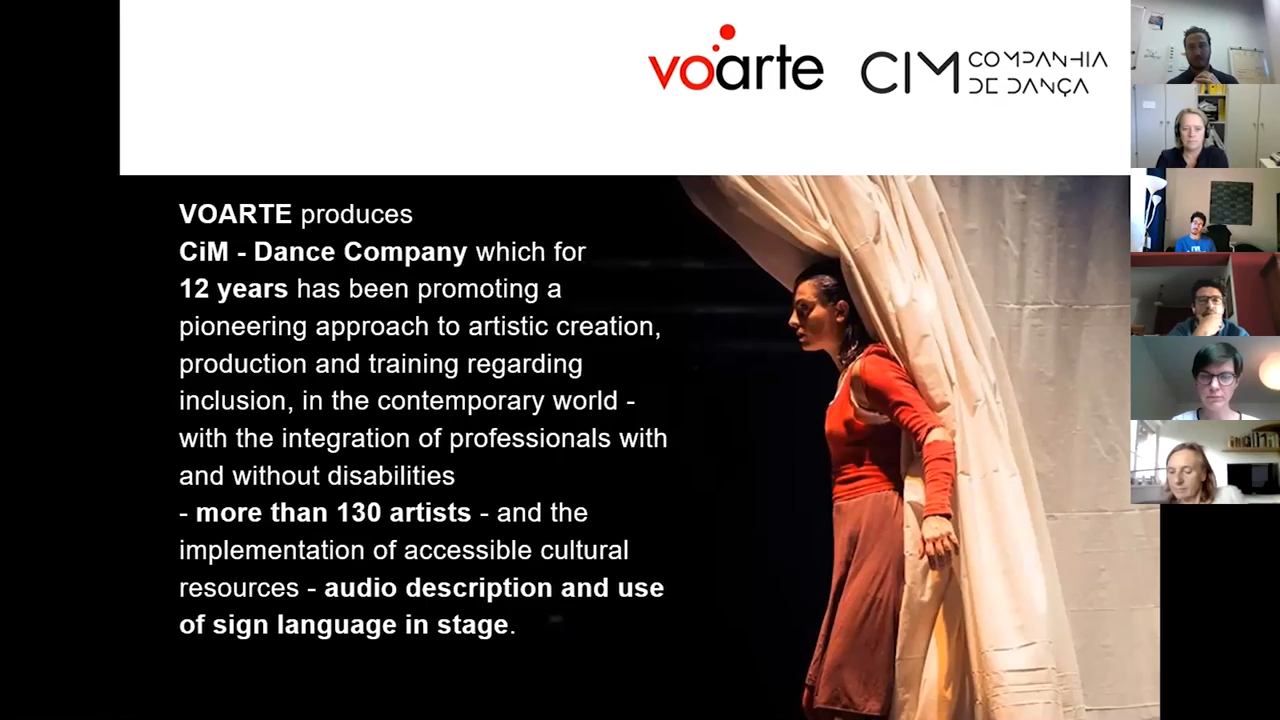 voarte
CIM COMPANHIA
DE DANÇA
VOARTE produces
CiM - Dance Company which for
12 years has been promoting a
pioneering approach to artistic creation,
production and training regarding
inclusion, in the contemporary world -
with the integration of professionals with
and without disabilities
- more than 130 artists - and the
implementation of accessible cultural
resources - audio description and use
of sign language in stage.